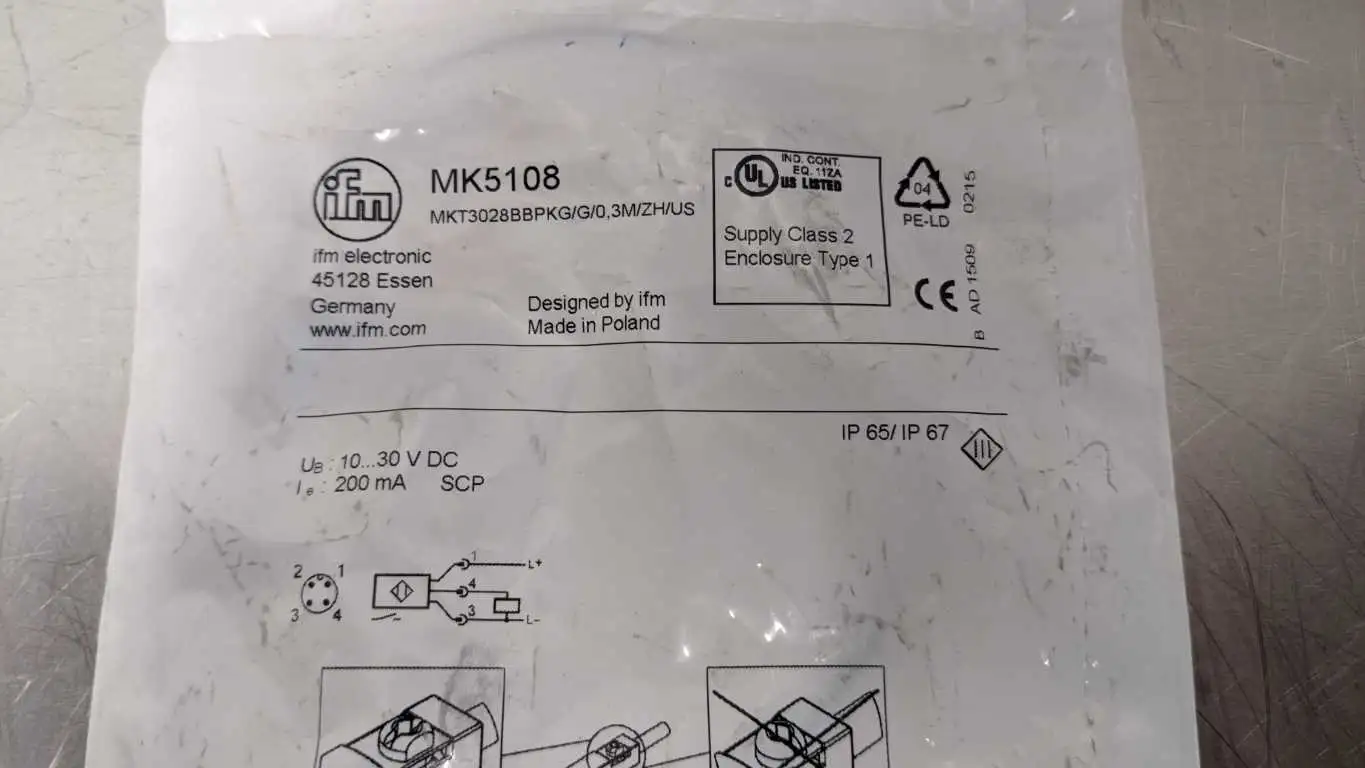 ifm
MK5108
MKT3028BBPKG/G/0,3M/ZH/US
ifm electronic
45128 Essen
Germany
www.ifm.com
Designed by ifm
Made in Poland
IND. CONT.
EQ. 11ZA
C UL US LISTED
Supply Class 2
Enclosure Type 1
04
PE-LD
CE
B AD 1509 0215
IP 65/ IP 67
UB : 10...30 V DC
Ie : 200 mA SCP
2 1
3 4
1 L+
4
3 L-